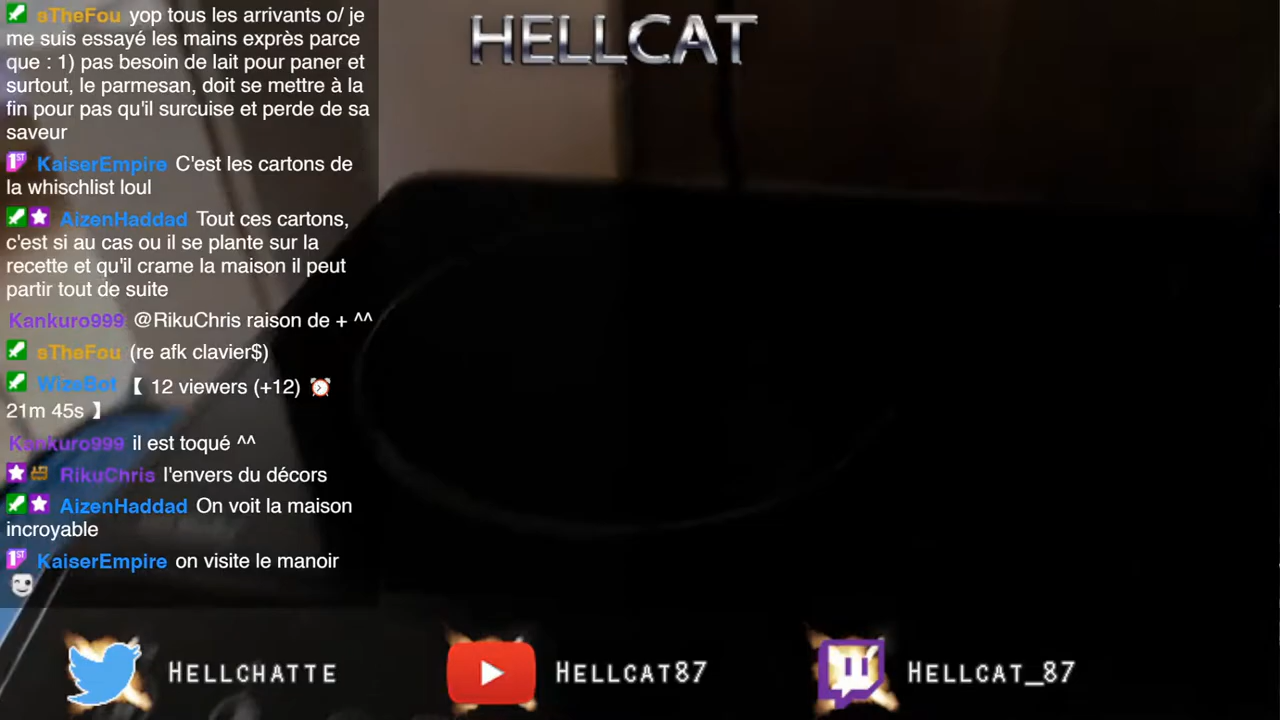 HELLCAT
sTheFou yop tous les arrivants o/ je
me suis essayé les mains exprès parce
que : 1) pas besoin de lait pour paner et
surtout, le parmesan, doit se mettre à la
fin pour pas qu'il surcuise et perde de sa
saveur
1ST KaiserEmpire C'est les cartons de
la whischlist loul
AizenHaddad Tout ces cartons,
c'est si au cas ou il se plante sur la
recette et qu'il crame la maison il peut
partir tout de suite
Kankuro999 @RikuChris raison de + ^^
sTheFou (re afk clavier$)
WizeBot 【 12 viewers (+12) ⏰
21m 45s 】
Kankuro999 il est toqué ^^
RikuChris l'envers du décors
AizenHaddad On voit la maison
incroyable
1ST KaiserEmpire on visite le manoir
HELLCHATTE
HELLCAT87
HELLCAT_87